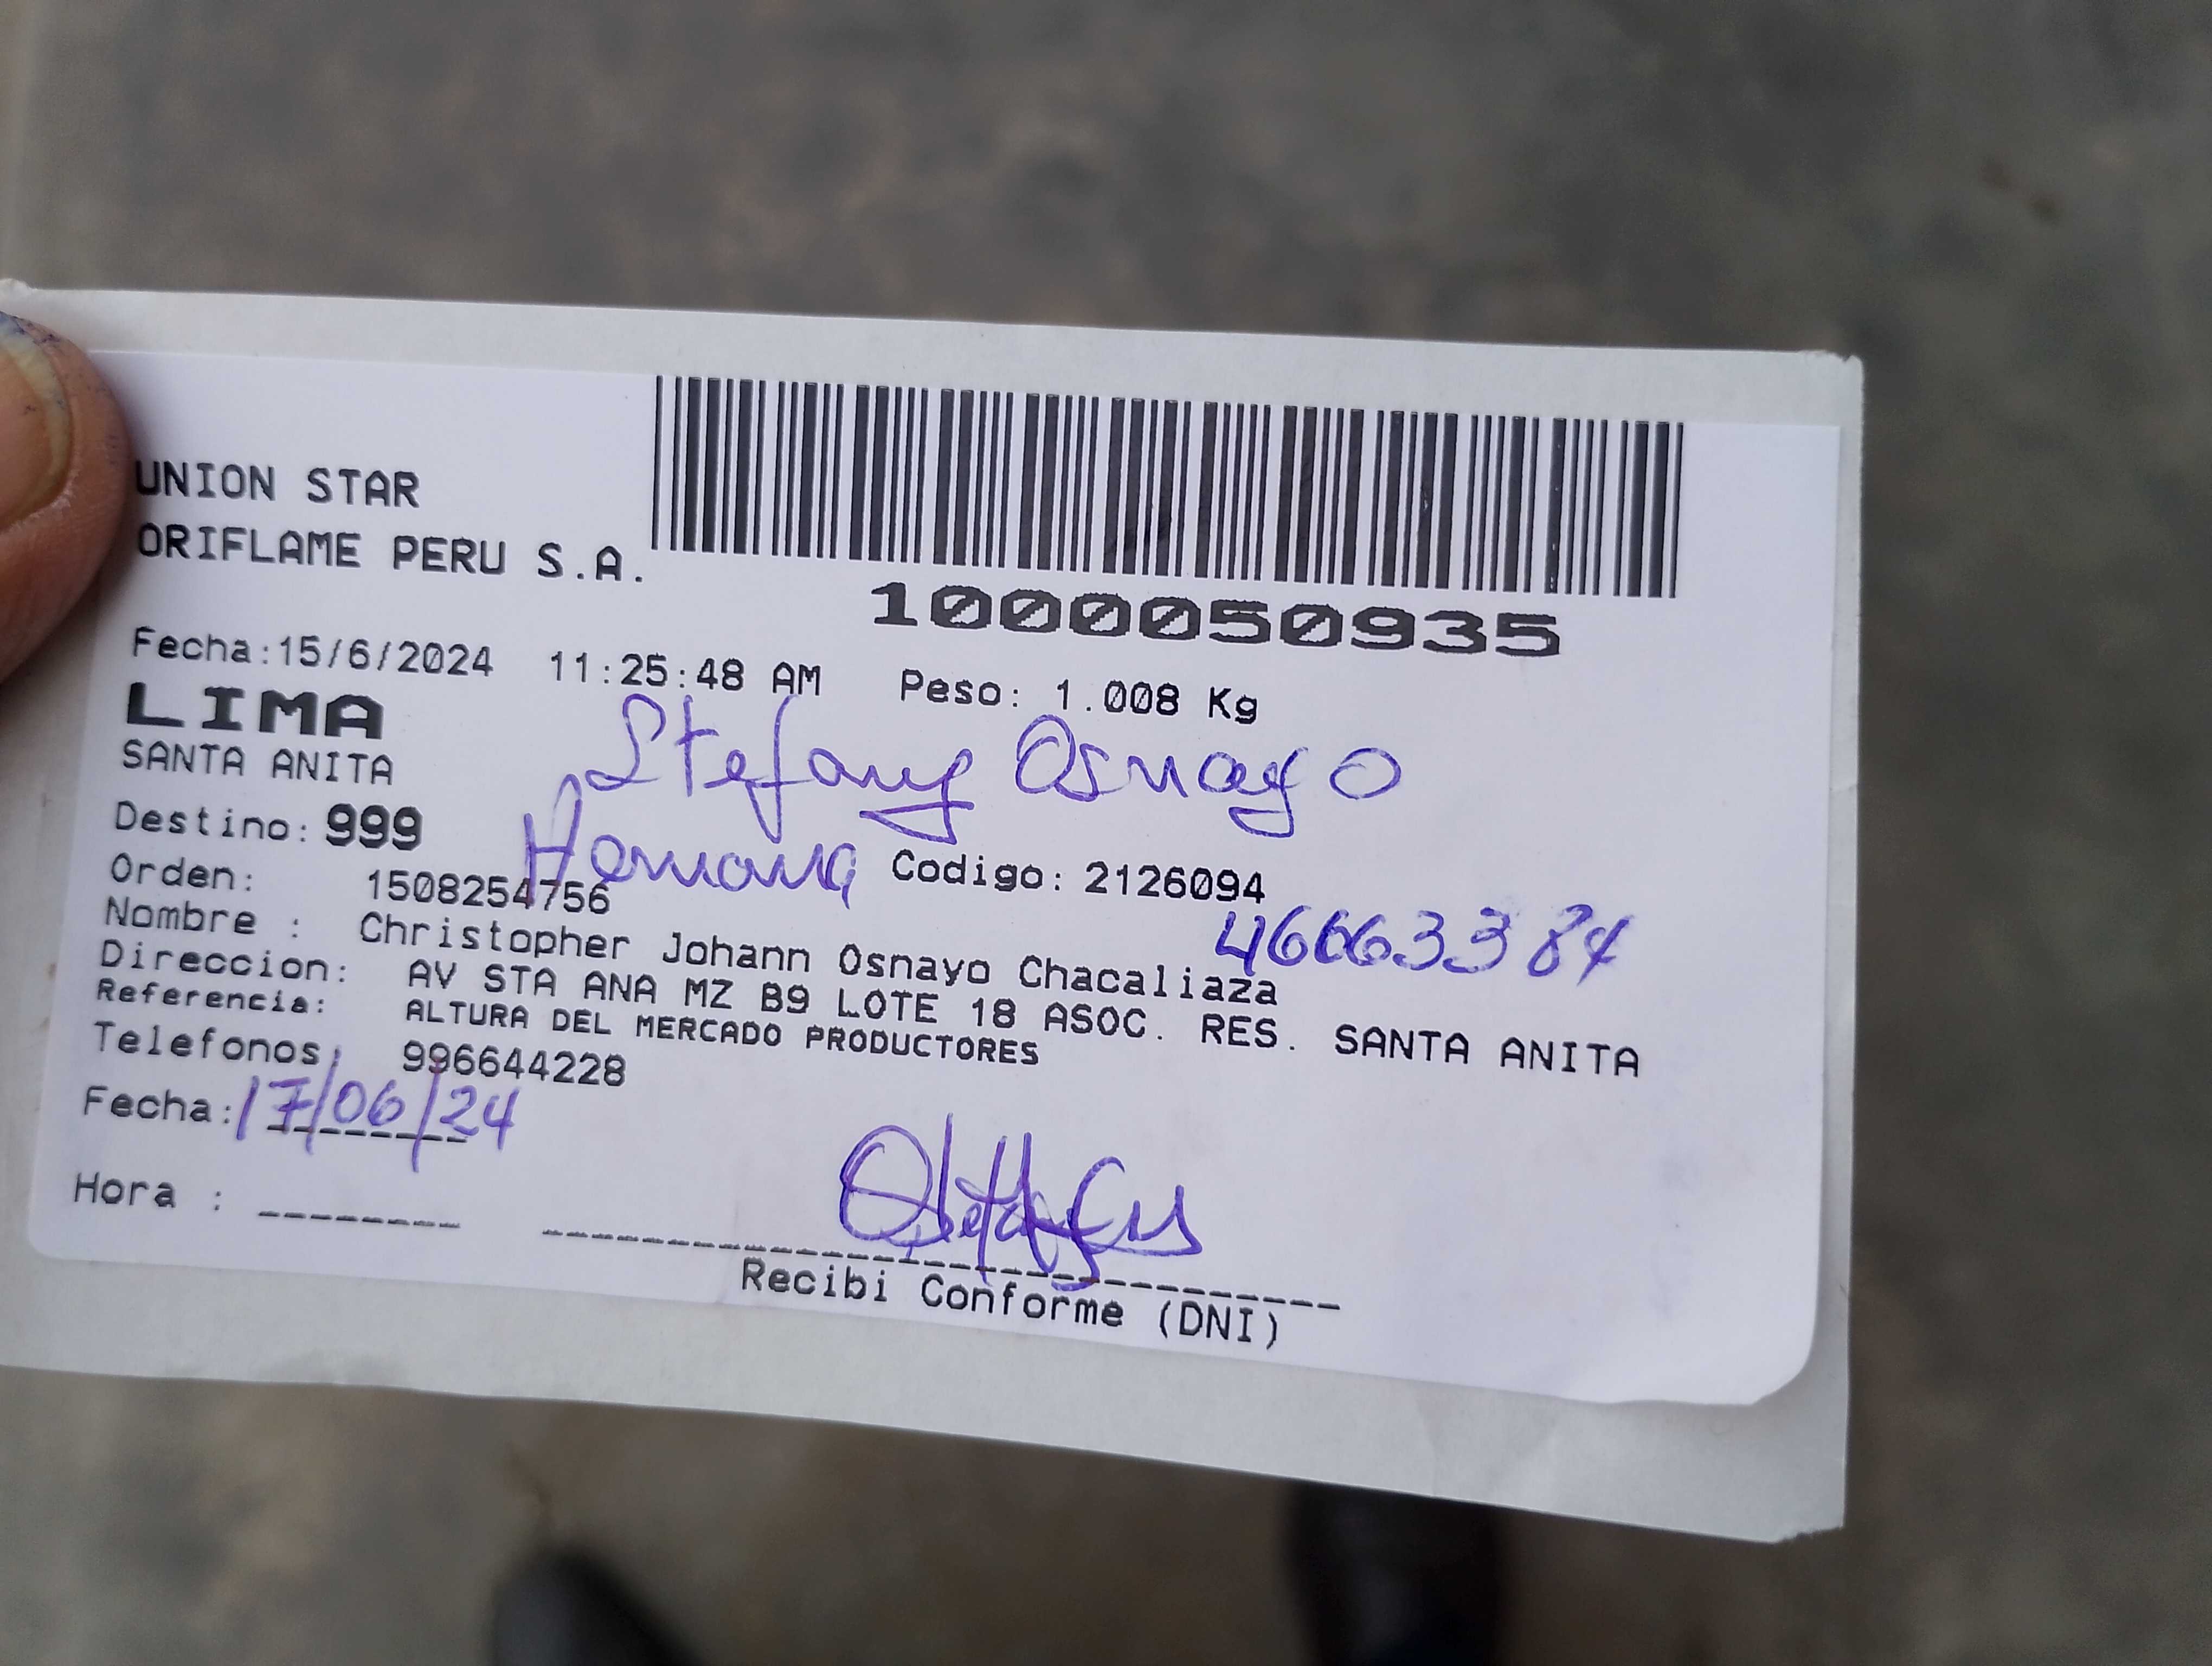 UNION STAR
ORIFLAME PERU S.A.
1000050935
Fecha:15/6/2024 11:25:48 AM Peso: 1.008 Kg
LIMA
SANTA ANITA
Stefany Osnayo
Hermana
Destino: 999
Orden: 1508254756 Codigo: 2126094
46663384
Nombre : Christopher Johann Osnayo Chacaliaza
Direccion: AV STA ANA MZ B9 LOTE 18 ASOC. RES. SANTA ANITA
Referencia: ALTURA DEL MERCADO PRODUCTORES
Telefonos: 996644228
Fecha: 17/06/24
Hora :
Recibi Conforme (DNI)